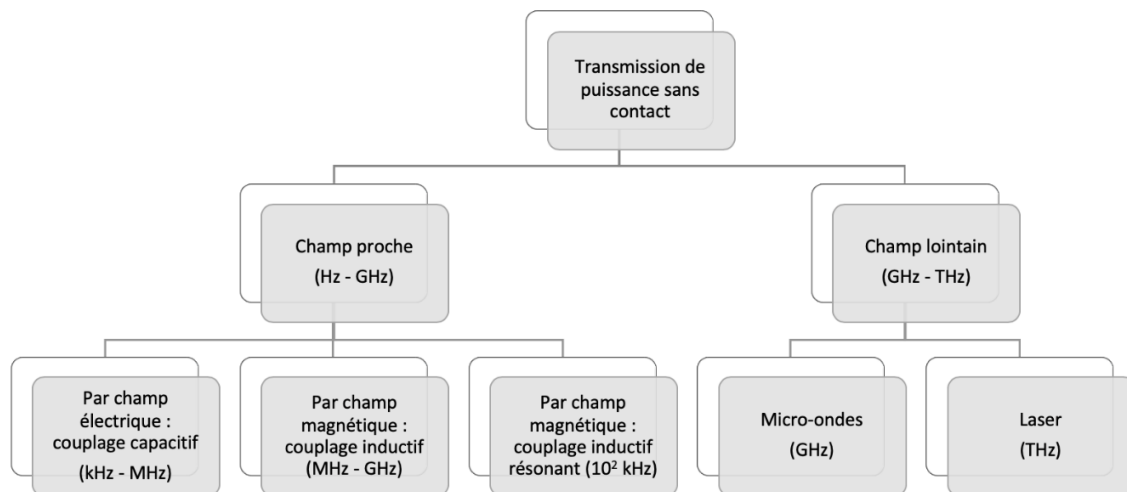 Transmission de
puissance sans
contact
Champ proche
(Hz - GHz)
Champ lointain
(GHz - THz)
Par champ
électrique :
couplage capacitif
(kHz - MHz)
Par champ
magnétique :
couplage inductif
(MHz - GHz)
Par champ
magnétique :
couplage inductif
résonant (10² kHz)
Micro-ondes
(GHz)
Laser
(THz)